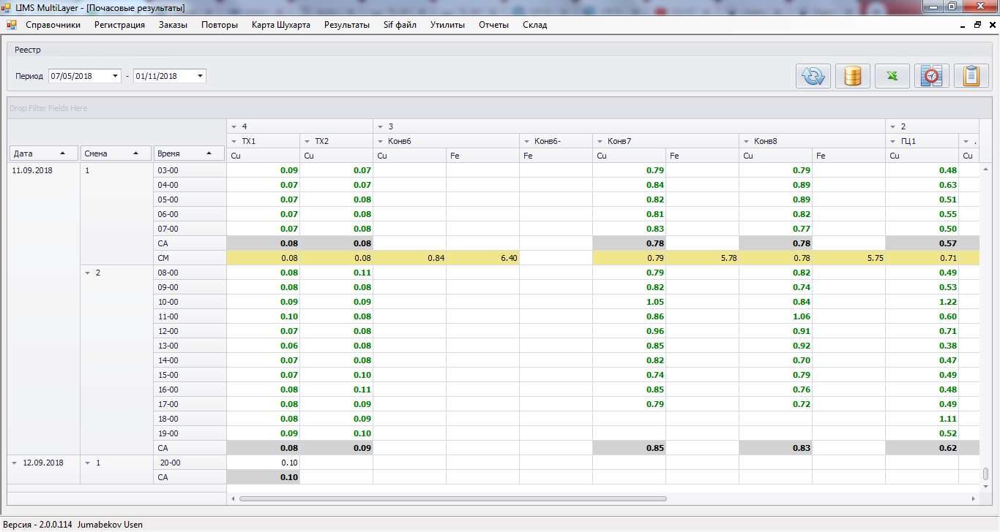 LIMS MultiLayer - [Почасовые результаты]
Справочники Регистрация Заказы Повторы Карта Шухарта Результаты Sif файл Утилиты Отчеты Склад
Реестр
Период 07/05/2018 - 01/11/2018
Drop Filter Fields Here
4 3 2
TX1 TX2 Конв6 Конв6- Конв7 Конв8 ПЦ1 .
Дата Смена Время Cu Cu Cu Fe Fe Cu Fe Cu Fe Cu Cu
11.09.2018 1 03-00 0.09 0.07 0.79 0.79 0.48
04-00 0.07 0.07 0.84 0.89 0.63
05-00 0.07 0.08 0.82 0.89 0.51
06-00 0.07 0.08 0.81 0.82 0.55
07-00 0.07 0.08 0.83 0.77 0.50
СА 0.08 0.08 0.78 0.78 0.57
СМ 0.08 0.08 0.84 6.40 0.79 5.78 0.78 5.75 0.71
2 08-00 0.08 0.11 0.79 0.82 0.49
09-00 0.08 0.08 0.82 0.74 0.53
10-00 0.09 0.09 1.05 0.84 1.22
11-00 0.10 0.08 0.86 1.06 0.60
12-00 0.07 0.08 0.96 0.91 0.71
13-00 0.06 0.08 0.85 0.92 0.38
14-00 0.07 0.08 0.82 0.70 0.47
15-00 0.07 0.10 0.74 0.79 0.49
16-00 0.08 0.11 0.85 0.76 0.48
17-00 0.08 0.09 0.79 0.72 0.49
18-00 0.08 0.09 1.11
19-00 0.09 0.10 0.52
СА 0.08 0.09 0.85 0.83 0.62
12.09.2018 1 20-00 0.10
СА 0.10
Версия - 2.0.0.114 Jumabekov Usen